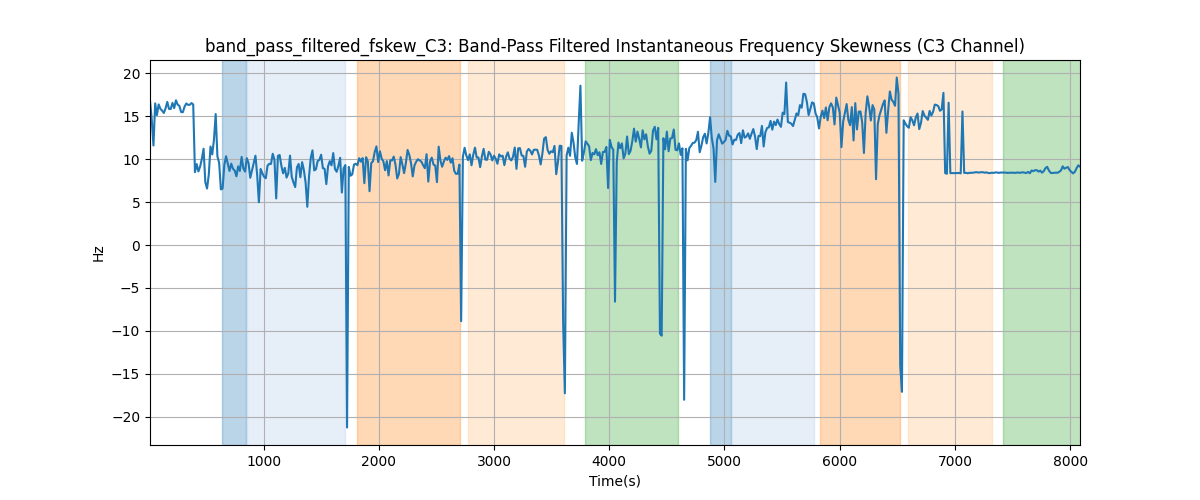 band_pass_filtered_fskew_C3: Band-Pass Filtered Instantaneous Frequency Skewness (C3 Channel)
20
15
10
5
0
−5
−10
−15
−20
Hz
1000 2000 3000 4000 5000 6000 7000 8000
Time(s)